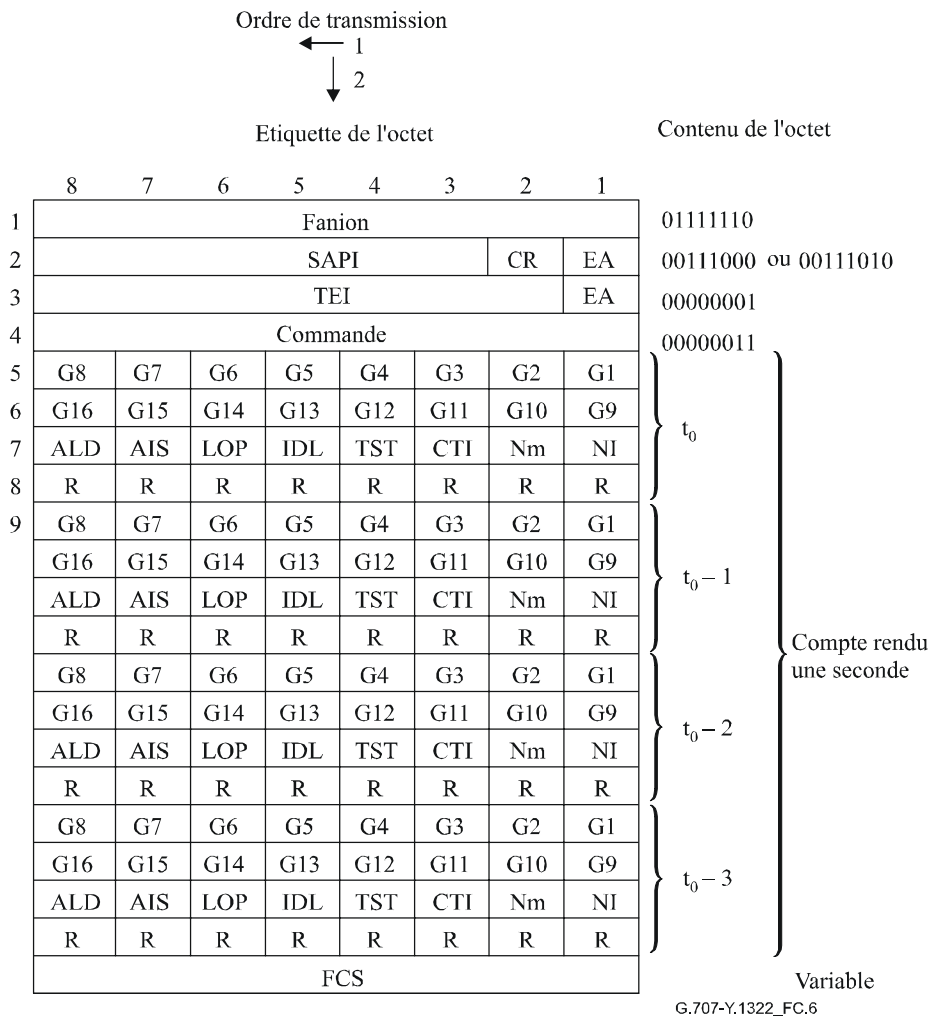 Ordre de transmission
1
2
Etiquette de l'octet
Contenu de l'octet
8 7 6 5 4 3 2 1
1 Fanion 01111110
2 SAPI CR EA 00111000 ou 00111010
3 TEI EA 00000001
4 Commande 00000011
5 G8 G7 G6 G5 G4 G3 G2 G1
6 G16 G15 G14 G13 G12 G11 G10 G9
t0
7 ALD AIS LOP IDL TST CTI Nm NI
8 R R R R R R R R
9 G8 G7 G6 G5 G4 G3 G2 G1
G16 G15 G14 G13 G12 G11 G10 G9
t0 – 1
ALD AIS LOP IDL TST CTI Nm NI
R R R R R R R R
Compte rendu
une seconde
G8 G7 G6 G5 G4 G3 G2 G1
G16 G15 G14 G13 G12 G11 G10 G9
t0 – 2
ALD AIS LOP IDL TST CTI Nm NI
R R R R R R R R
G8 G7 G6 G5 G4 G3 G2 G1
G16 G15 G14 G13 G12 G11 G10 G9
t0 – 3
ALD AIS LOP IDL TST CTI Nm NI
R R R R R R R R
FCS Variable
G.707-Y.1322_FC.6